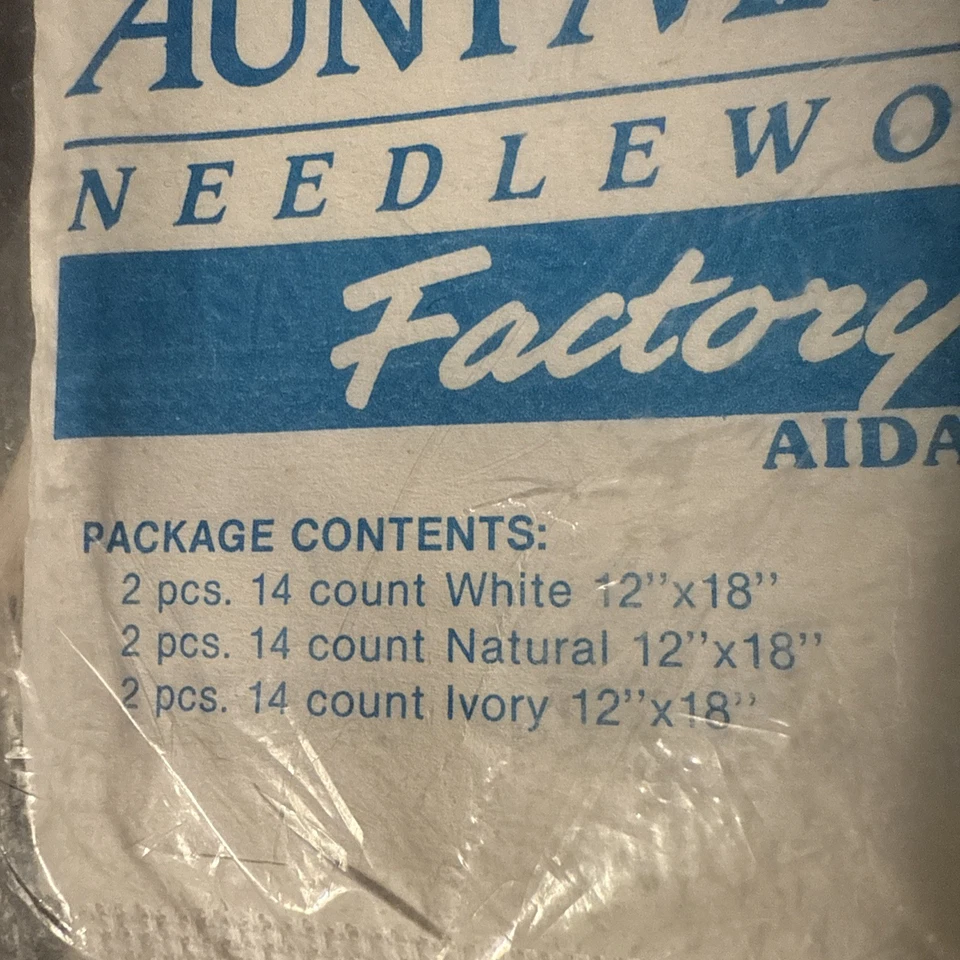 AUNT
NEEDLEWO
Factory
AIDA
PACKAGE CONTENTS:
2 pcs. 14 count White 12”x18”
2 pcs. 14 count Natural 12”x18”
2 pcs. 14 count Ivory 12”x18”